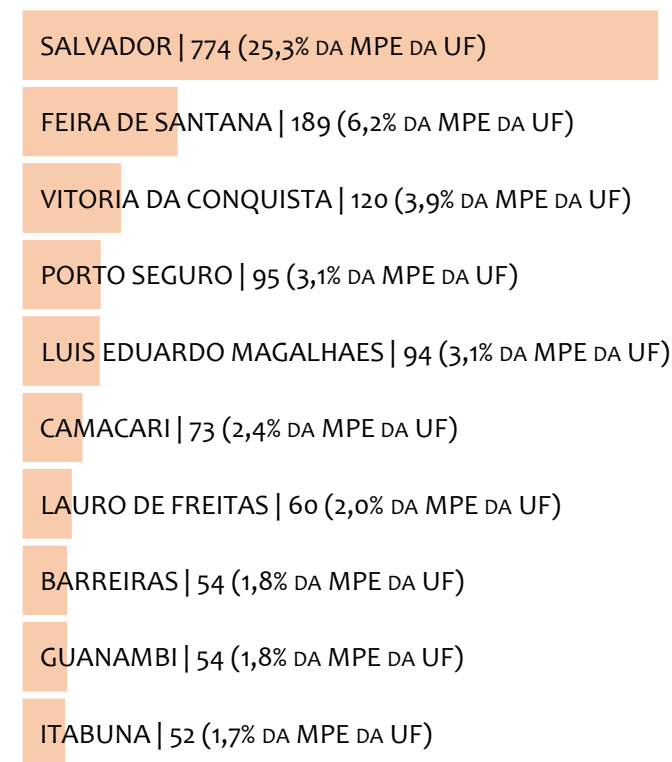 SALVADOR | 774 (25,3% DA MPE DA UF)
FEIRA DE SANTANA | 189 (6,2% DA MPE DA UF)
VITORIA DA CONQUISTA | 120 (3,9% DA MPE DA UF)
PORTO SEGURO | 95 (3,1% DA MPE DA UF)
LUIS EDUARDO MAGALHAES | 94 (3,1% DA MPE DA UF)
CAMACARI | 73 (2,4% DA MPE DA UF)
LAURO DE FREITAS | 60 (2,0% DA MPE DA UF)
BARREIRAS | 54 (1,8% DA MPE DA UF)
GUANAMBI | 54 (1,8% DA MPE DA UF)
ITABUNA | 52 (1,7% DA MPE DA UF)